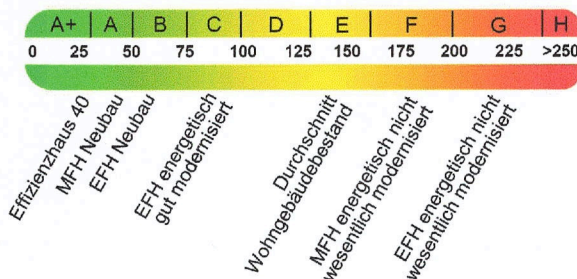 A+ A B C D E F G H
0 25 50 75 100 125 150 175 200 225 >250
Effizienzhaus 40
MFH Neubau
EFH Neubau
EFH energetisch
gut modernisiert
Durchschnitt
Wohngebäudebestand
MFH energetisch nicht
wesentlich modernisiert
EFH energetisch nicht
wesentlich modernisiert